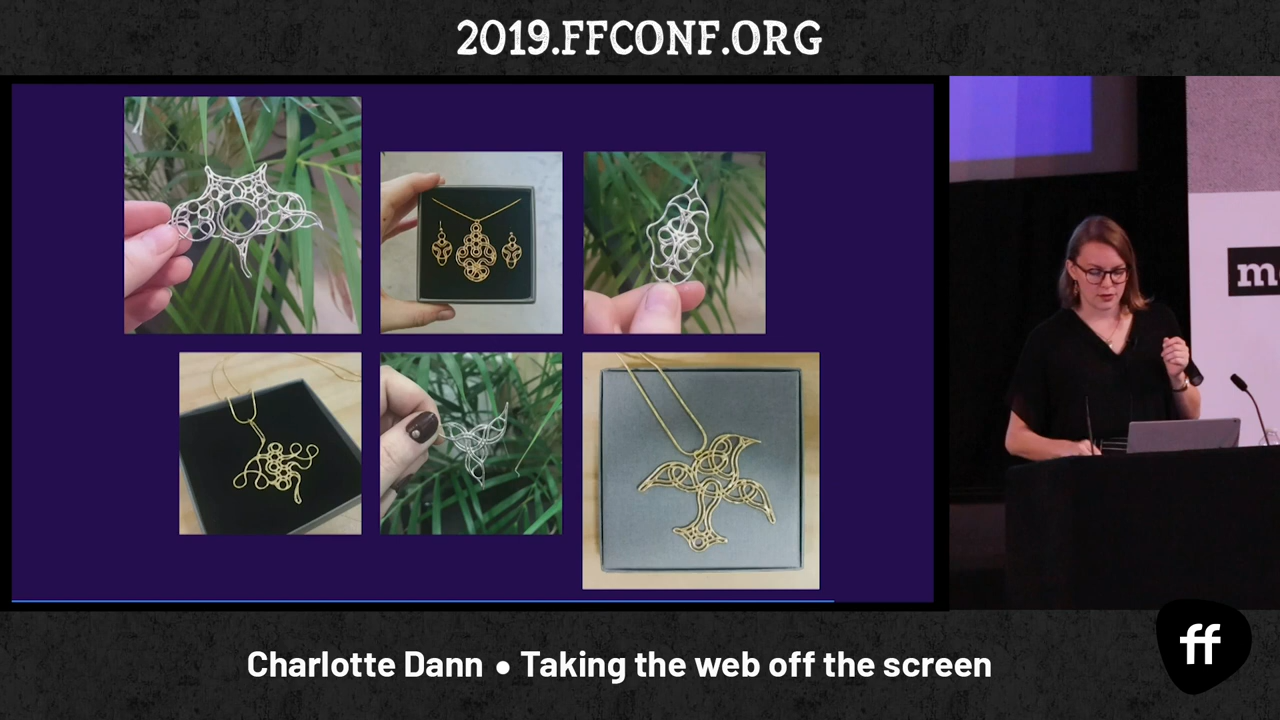 2019.FFCONF.ORG
m
Charlotte Dann • Taking the web off the screen
ff